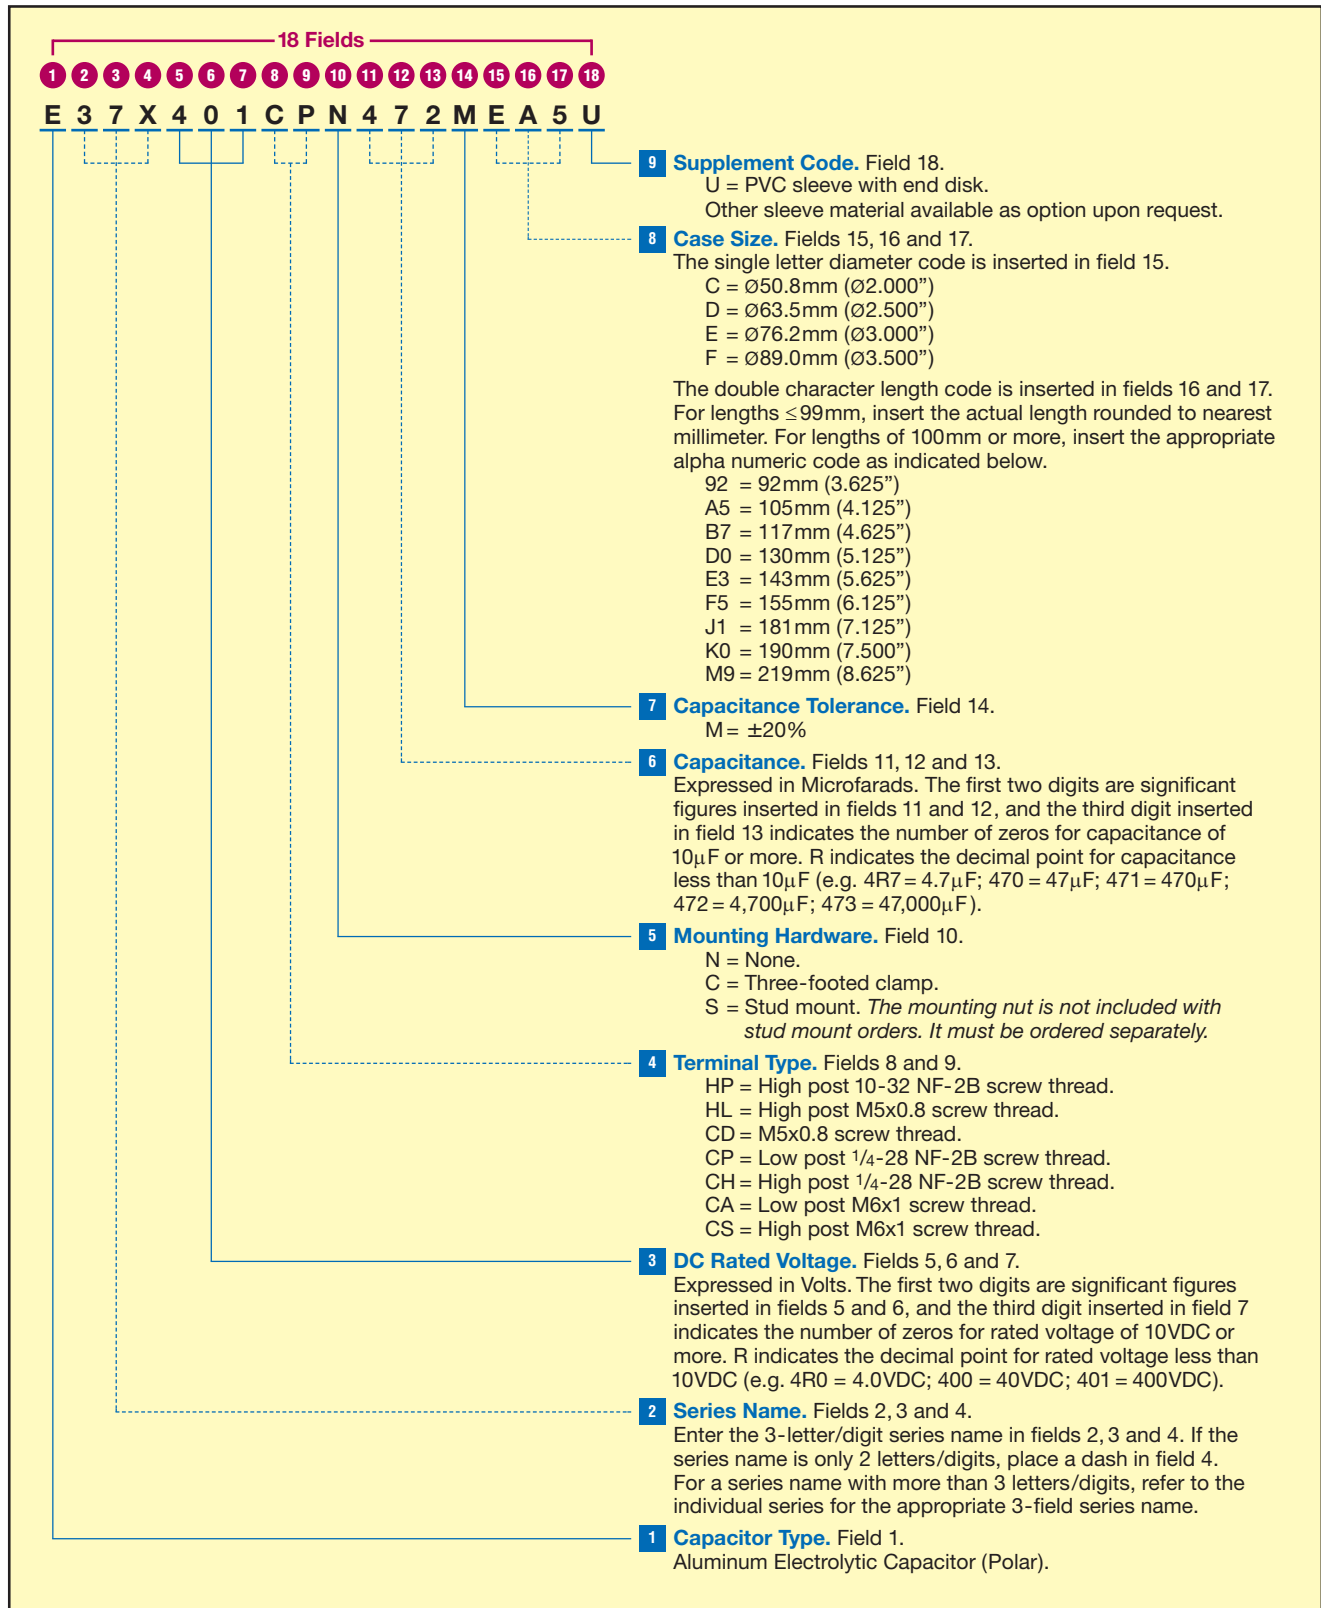 18 Fields
1 2 3 4 5 6 7 8 9 10 11 12 13 14 15 16 17 18
E 3 7 X 4 0 1 C P N 4 7 2 M E A 5 U
9 Supplement Code. Field 18.
U = PVC sleeve with end disk.
Other sleeve material available as option upon request.
8 Case Size. Fields 15, 16 and 17.
The single letter diameter code is inserted in field 15.
C = Ø50.8mm (Ø2.000”)
D = Ø63.5mm (Ø2.500”)
E = Ø76.2mm (Ø3.000”)
F = Ø89.0mm (Ø3.500”)
The double character length code is inserted in fields 16 and 17.
For lengths ≤99mm, insert the actual length rounded to nearest
millimeter. For lengths of 100mm or more, insert the appropriate
alpha numeric code as indicated below.
92 = 92mm (3.625”)
A5 = 105mm (4.125”)
B7 = 117mm (4.625”)
D0 = 130mm (5.125”)
E3 = 143mm (5.625”)
F5 = 155mm (6.125”)
J1 = 181mm (7.125”)
K0 = 190mm (7.500”)
M9 = 219mm (8.625”)
7 Capacitance Tolerance. Field 14.
M = ±20%
6 Capacitance. Fields 11, 12 and 13.
Expressed in Microfarads. The first two digits are significant
figures inserted in fields 11 and 12, and the third digit inserted
in field 13 indicates the number of zeros for capacitance of
10µF or more. R indicates the decimal point for capacitance
less than 10µF (e.g. 4R7 = 4.7µF; 470 = 47µF; 471 = 470µF;
472 = 4,700µF; 473 = 47,000µF).
5 Mounting Hardware. Field 10.
N = None.
C = Three-footed clamp.
S = Stud mount. The mounting nut is not included with
stud mount orders. It must be ordered separately.
4 Terminal Type. Fields 8 and 9.
HP = High post 10-32 NF-2B screw thread.
HL = High post M5x0.8 screw thread.
CD = M5x0.8 screw thread.
CP = Low post 1/4-28 NF-2B screw thread.
CH = High post 1/4-28 NF-2B screw thread.
CA = Low post M6x1 screw thread.
CS = High post M6x1 screw thread.
3 DC Rated Voltage. Fields 5, 6 and 7.
Expressed in Volts. The first two digits are significant figures
inserted in fields 5 and 6, and the third digit inserted in field 7
indicates the number of zeros for rated voltage of 10VDC or
more. R indicates the decimal point for rated voltage less than
10VDC (e.g. 4R0 = 4.0VDC; 400 = 40VDC; 401 = 400VDC).
2 Series Name. Fields 2, 3 and 4.
Enter the 3-letter/digit series name in fields 2, 3 and 4. If the
series name is only 2 letters/digits, place a dash in field 4.
For a series name with more than 3 letters/digits, refer to the
individual series for the appropriate 3-field series name.
1 Capacitor Type. Field 1.
Aluminum Electrolytic Capacitor (Polar).